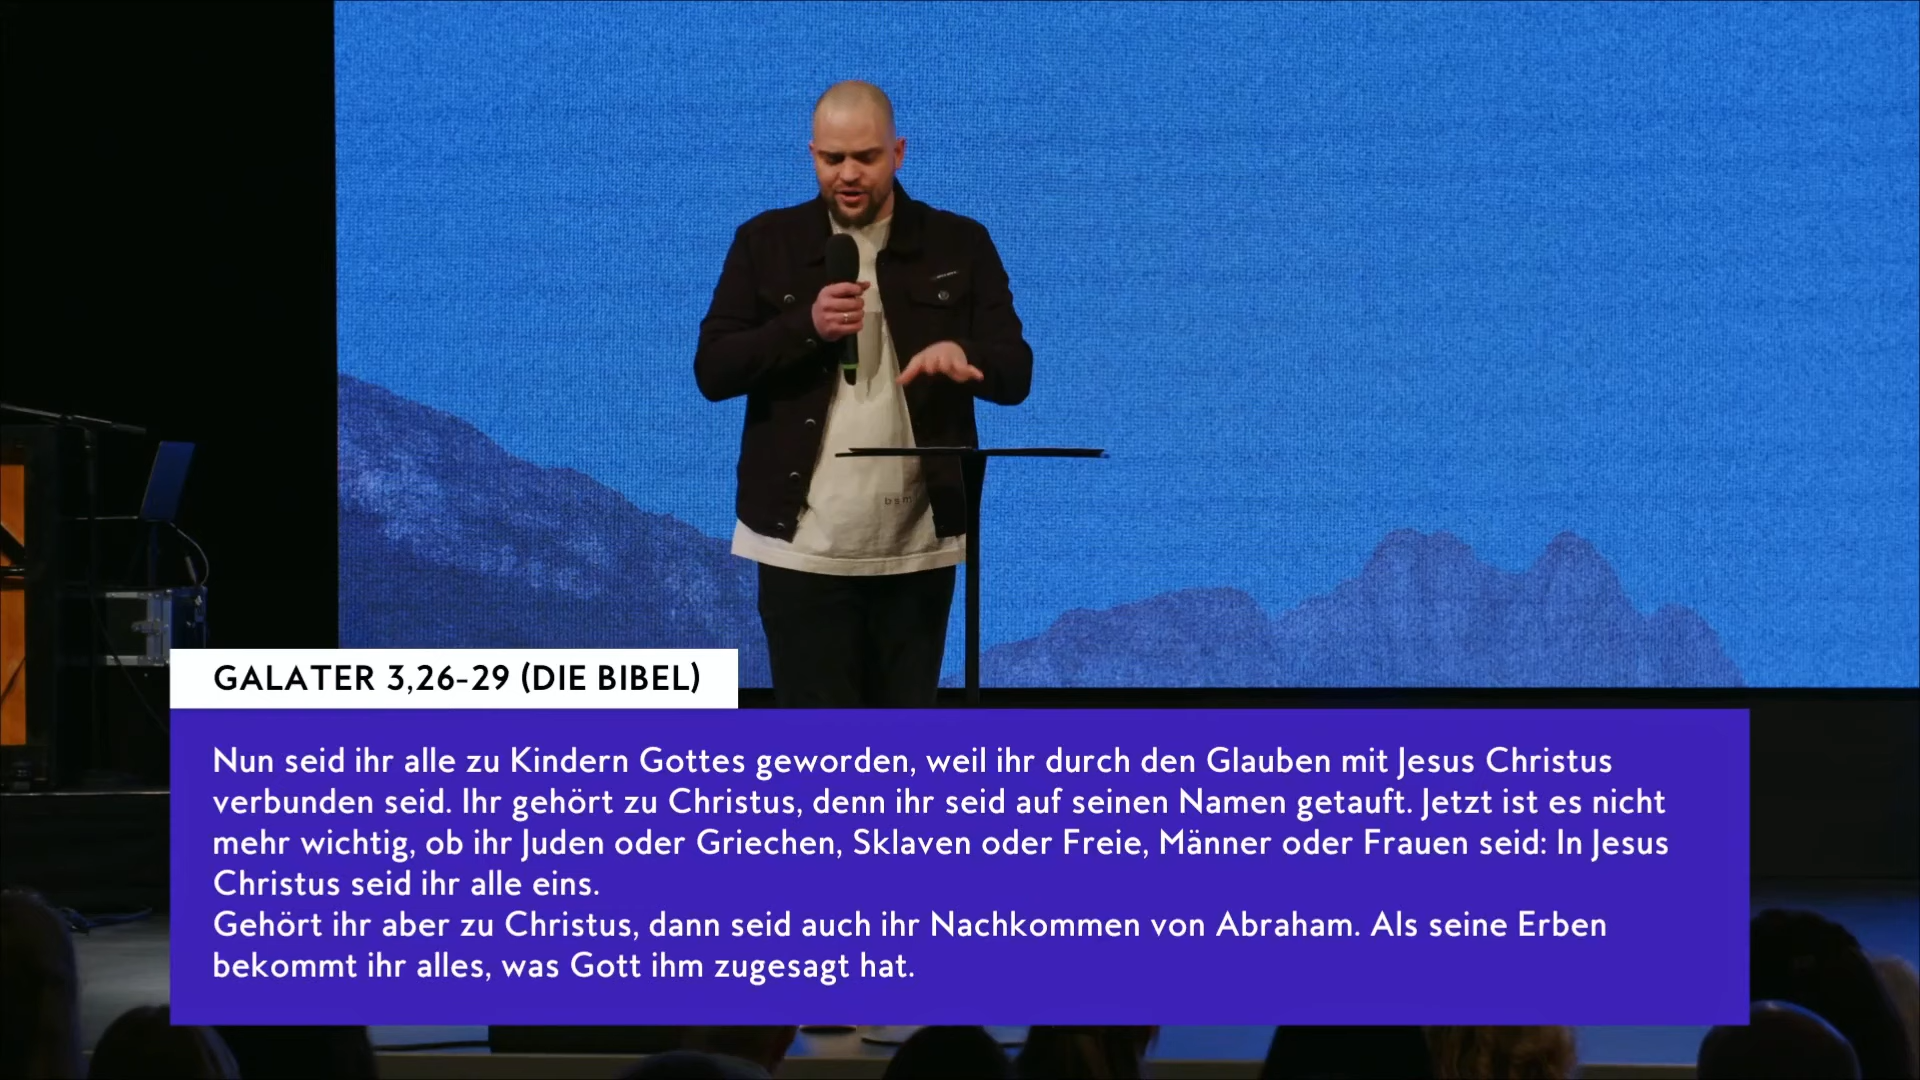 GALATER 3,26-29 (DIE BIBEL)
Nun seid ihr alle zu Kindern Gottes geworden, weil ihr durch den Glauben mit Jesus Christus
verbunden seid. Ihr gehört zu Christus, denn ihr seid auf seinen Namen getauft. Jetzt ist es nicht
mehr wichtig, ob ihr Juden oder Griechen, Sklaven oder Freie, Männer oder Frauen seid: In Jesus
Christus seid ihr alle eins.
Gehört ihr aber zu Christus, dann seid auch ihr Nachkommen von Abraham. Als seine Erben
bekommt ihr alles, was Gott ihm zugesagt hat.